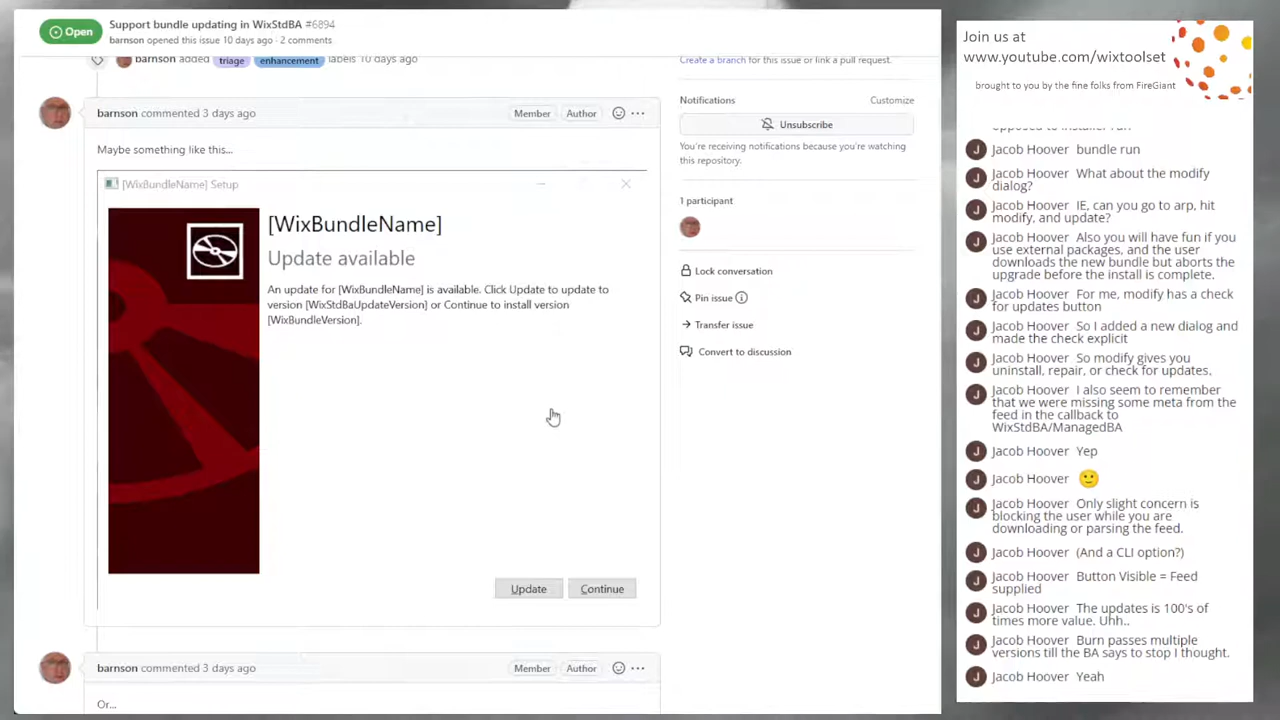 Open
Support bundle updating in WixStdBA #6894
barnson opened this issue 10 days ago · 2 comments
barnson added triage enhancement labels 10 days ago
barnson commented 3 days ago
Member
Author
Maybe something like this...
[WixBundleName] Setup
[WixBundleName]
Update available
An update for [WixBundleName] is available. Click Update to update to
version [WixStdBaUpdateVersion] or Continue to install version
[WixBundleVersion].
Update
Continue
barnson commented 3 days ago
Member
Author
Or...
Create a branch for this issue or link a pull request.
Notifications
Customize
Unsubscribe
You're receiving notifications because you're watching
this repository.
1 participant
Lock conversation
Pin issue
Transfer issue
Convert to discussion
Join us at
www.youtube.com/wixtoolset
brought to you by the fine folks from FireGiant
Jacob Hoover bundle run
Jacob Hoover What about the modify
dialog?
Jacob Hoover IE, can you go to arp, hit
modify, and update?
Jacob Hoover Also you will have fun if you
use external packages, and the user
downloads the new bundle but aborts the
upgrade before the install is complete.
Jacob Hoover For me, modify has a check
for updates button
Jacob Hoover So I added a new dialog and
made the check explicit
Jacob Hoover So modify gives you
uninstall, repair, or check for updates.
Jacob Hoover I also seem to remember
that we were missing some meta from the
feed in the callback to
WixStdBA/ManagedBA
Jacob Hoover Yep
Jacob Hoover 🙂
Jacob Hoover Only slight concern is
blocking the user while you are
downloading or parsing the feed.
Jacob Hoover (And a CLI option?)
Jacob Hoover Button Visible = Feed
supplied
Jacob Hoover The updates is 100's of
times more value. Uhh..
Jacob Hoover Burn passes multiple
versions till the BA says to stop I thought.
Jacob Hoover Yeah